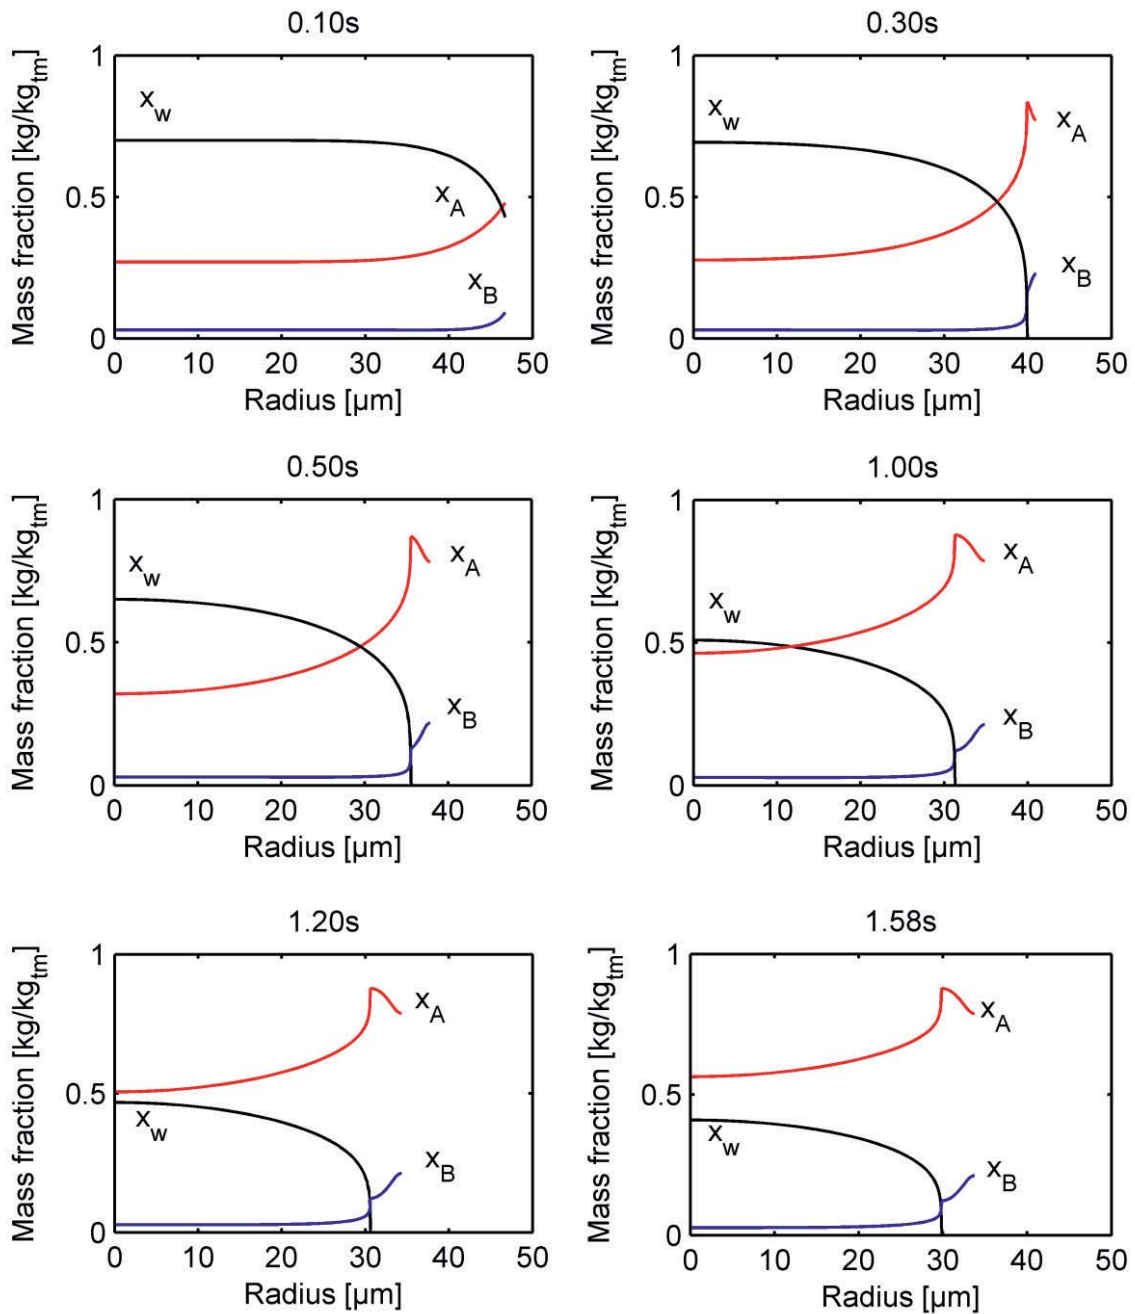 0.10s
Mass fraction [kg/kg_tm]
1
0.5
0
x_w
x_A
x_B
0 10 20 30 40 50
Radius [µm]
0.30s
Mass fraction [kg/kg_tm]
1
0.5
0
x_w
x_A
x_B
0 10 20 30 40 50
Radius [µm]
0.50s
Mass fraction [kg/kg_tm]
1
0.5
0
x_w
x_A
x_B
0 10 20 30 40 50
Radius [µm]
1.00s
Mass fraction [kg/kg_tm]
1
0.5
0
x_w
x_A
x_B
0 10 20 30 40 50
Radius [µm]
1.20s
Mass fraction [kg/kg_tm]
1
0.5
0
x_A
x_w
x_B
0 10 20 30 40 50
Radius [µm]
1.58s
Mass fraction [kg/kg_tm]
1
0.5
0
x_A
x_w
x_B
0 10 20 30 40 50
Radius [µm]